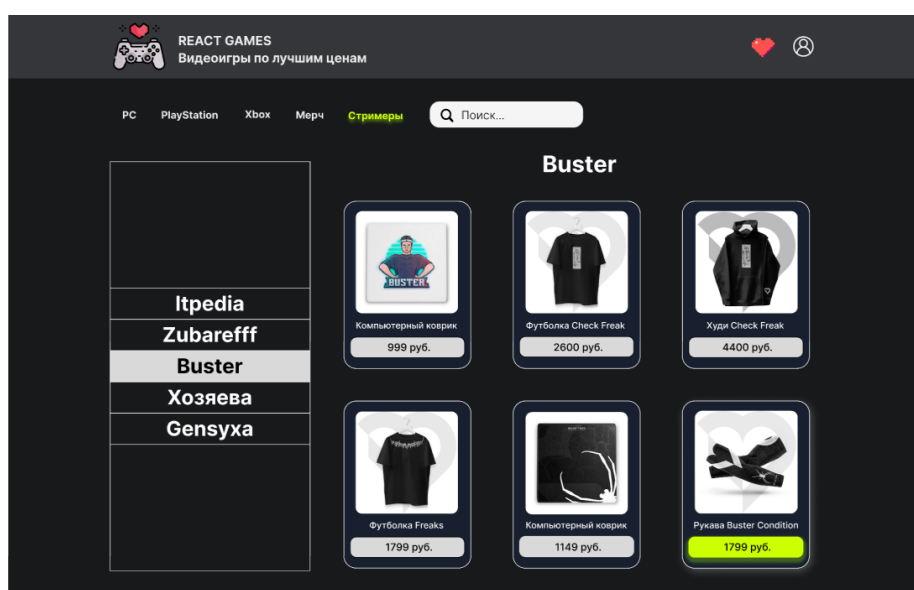 REACT GAMES
Видеоигры по лучшим ценам
PC PlayStation Xbox Мерч Стримеры Поиск...
Buster
Itpedia
Zubarefff
Buster
Хозяева
Gensyxa
BUSTER
Компьютерный коврик
999 руб.
Футболка Check Freak
2600 руб.
Худи Check Freak
4400 руб.
Футболка Freaks
1799 руб.
Компьютерный коврик
1149 руб.
Рукава Buster Condition
1799 руб.